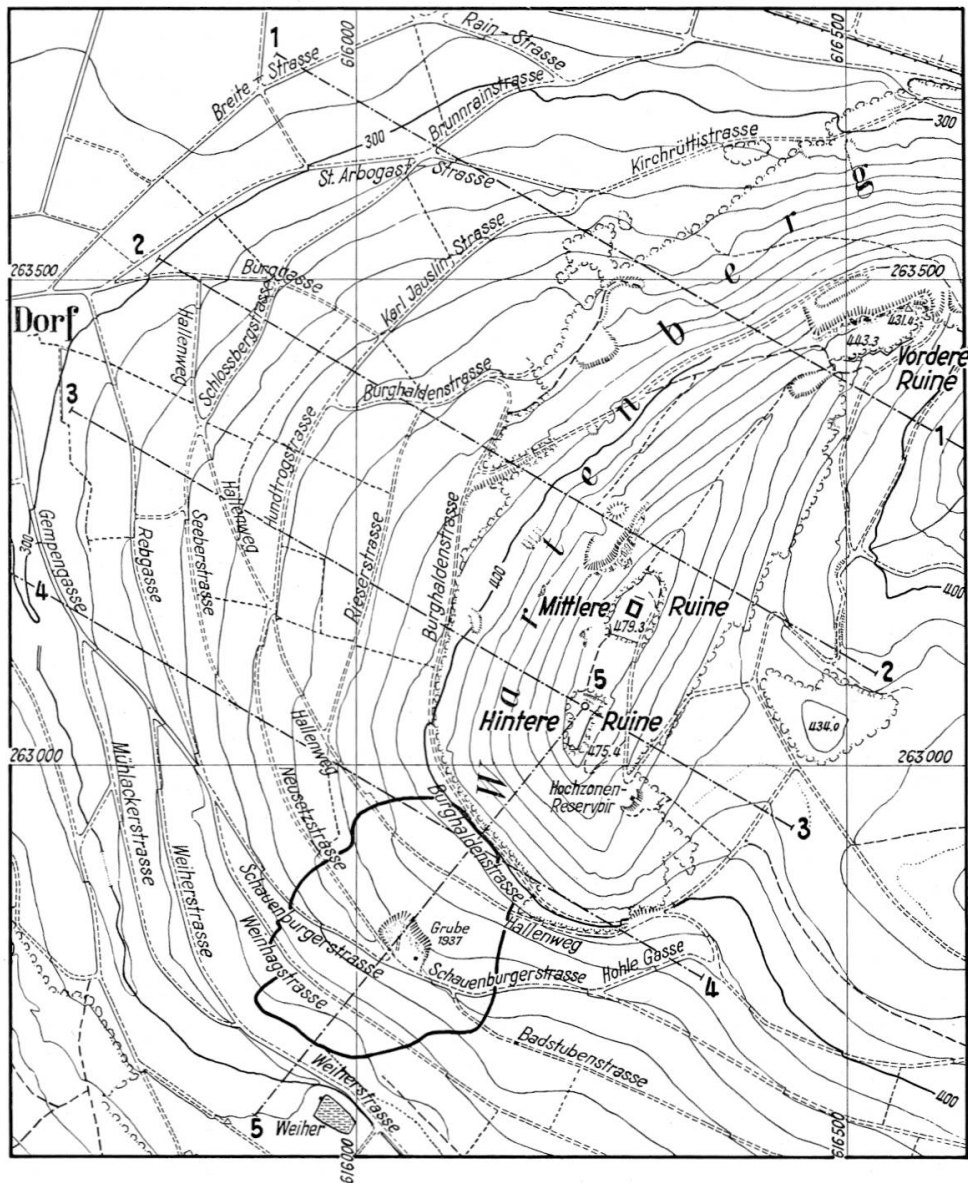 1
616000
616500
Rain-Strasse
Breite Strasse
300
Brunnrainstrasse
300
St. Arbogast Strasse
Kirchrüttistrasse
2
Karl Jauslin-Strasse
263500
Burggasse
263500
Wartenberg
Dorf
Hallenweg
Schlossbergstrasse
431.4
443.3
Vordere
Ruine
3
Burghaldenstrasse
1
Hundtrogstrasse
Hallenweg
Gempengasse
300
Rebgasse
Seeberstrasse
Rieserstrasse
Burghaldenstrasse
400
400
4
Mittlere Ruine
479.3
2
5
Hintere Ruine
475.4
434.0
263000
263000
Hallenweg
Hochzonen-
Reservoir
3
Mühlackerstrasse
Neusetzstrasse
Burghaldenstrasse
Weiherstrasse
Schauenburgerstrasse
Weinhagstrasse
Grube
1937
Hallenweg
Schauenburgerstrasse
Hohle Gasse
4
Badstubenstrasse
400
Weiherstrasse
5 Weiher
616000
616500